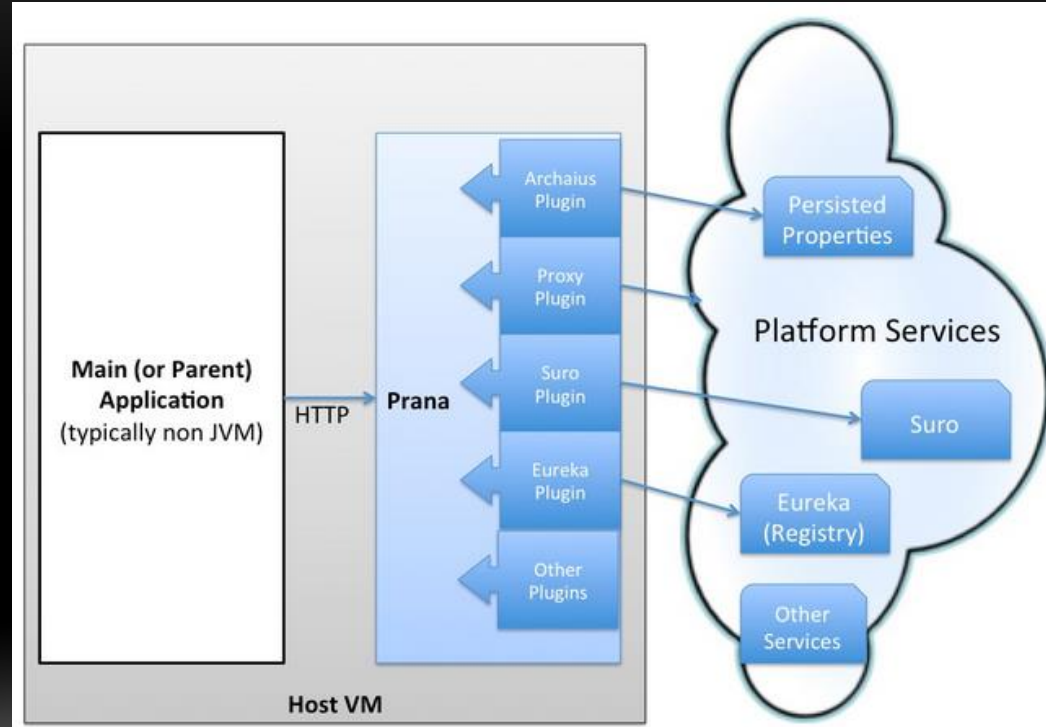 Main (or Parent)
Application
(typically non JVM)
HTTP
Prana
Archaius
Plugin
Proxy
Plugin
Suro
Plugin
Eureka
Plugin
Other
Plugins
Host VM
Persisted
Properties
Platform Services
Suro
Eureka
(Registry)
Other
Services